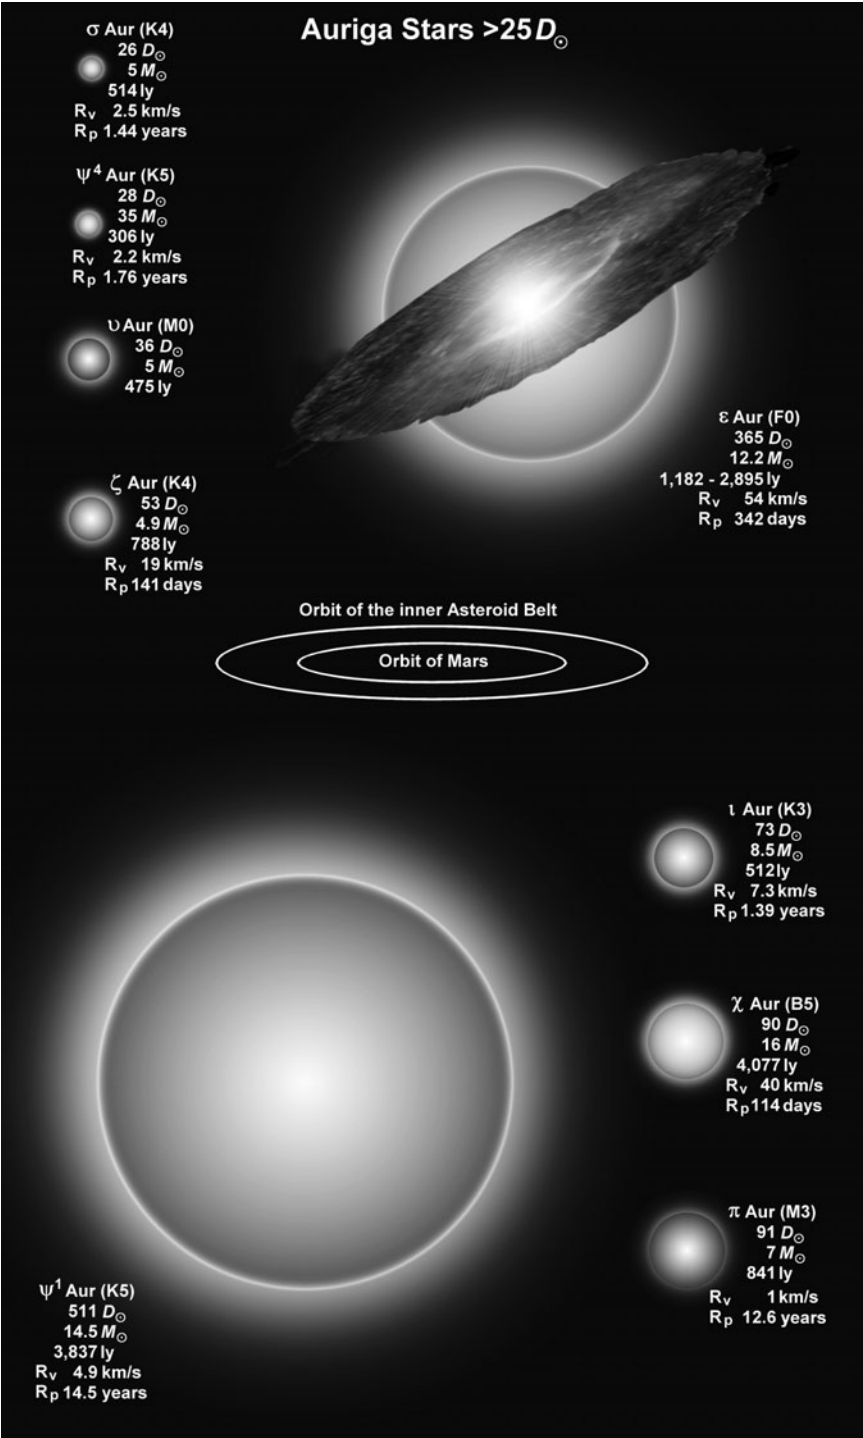 Auriga Stars >25D☉
σ Aur (K4)
26 D☉
5 M☉
514 ly
Rv 2.5 km/s
Rp 1.44 years
ψ4 Aur (K5)
28 D☉
35 M☉
306 ly
Rv 2.2 km/s
Rp 1.76 years
υ Aur (M0)
36 D☉
5 M☉
475 ly
ζ Aur (K4)
53 D☉
4.9 M☉
788 ly
Rv 19 km/s
Rp 141 days
ε Aur (F0)
365 D☉
12.2 M☉
1,182 - 2,895 ly
Rv 54 km/s
Rp 342 days
Orbit of the inner Asteroid Belt
Orbit of Mars
ι Aur (K3)
73 D☉
8.5 M☉
512 ly
Rv 7.3 km/s
Rp 1.39 years
χ Aur (B5)
90 D☉
16 M☉
4,077 ly
Rv 40 km/s
Rp 114 days
π Aur (M3)
91 D☉
7 M☉
841 ly
Rv 1 km/s
Rp 12.6 years
ψ1 Aur (K5)
511 D☉
14.5 M☉
3,837 ly
Rv 4.9 km/s
Rp 14.5 years